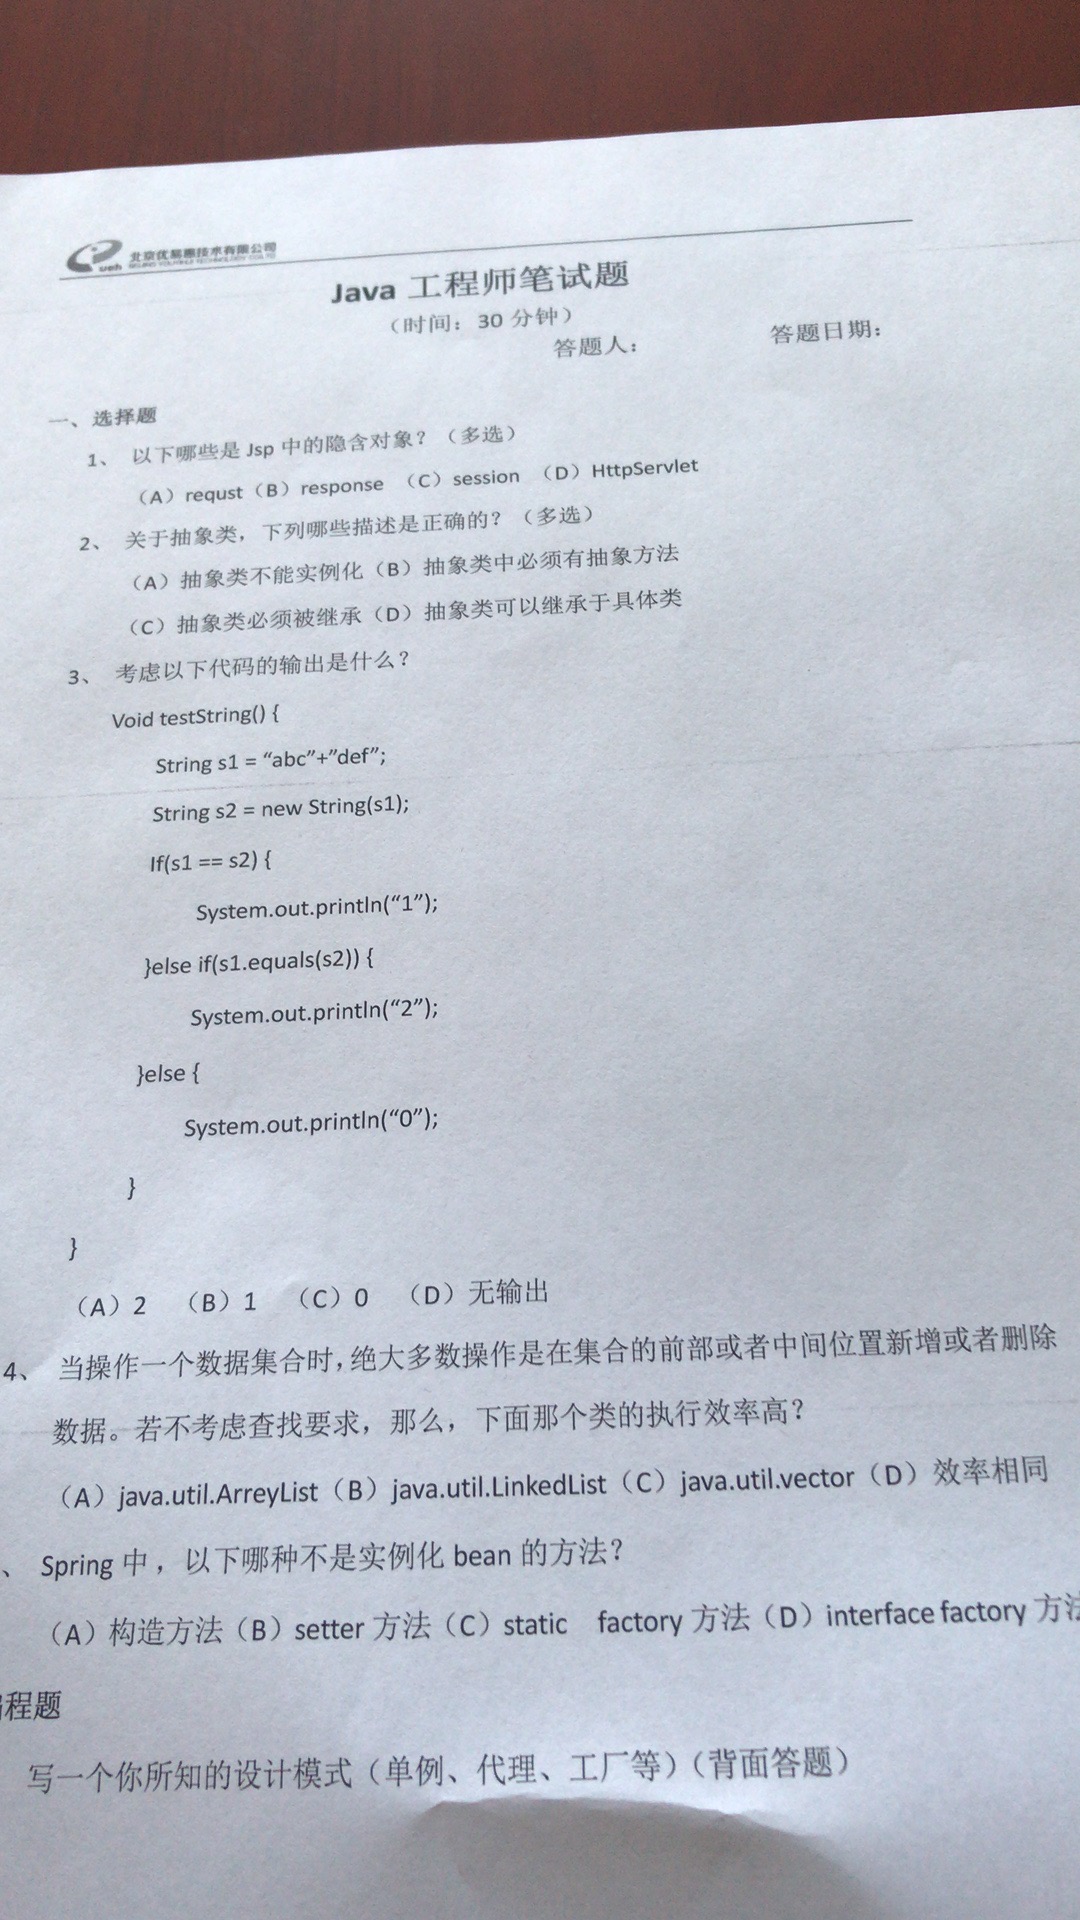 ueh 北京优易惠技术有限公司
Java 工程师笔试题
（时间：30 分钟）
答题人： 答题日期：
一、选择题
1、 以下哪些是 Jsp 中的隐含对象？（多选）
（A）requst（B）response （C）session （D）HttpServlet
2、 关于抽象类，下列哪些描述是正确的？（多选）
（A）抽象类不能实例化（B）抽象类中必须有抽象方法
（C）抽象类必须被继承（D）抽象类可以继承于具体类
3、 考虑以下代码的输出是什么？
Void testString() {
String s1 = “abc”+”def”;
String s2 = new String(s1);
If(s1 == s2) {
System.out.println(“1”);
}else if(s1.equals(s2)) {
System.out.println(“2”);
}else {
System.out.println(“0”);
}
}
（A）2 （B）1 （C）0 （D）无输出
4、 当操作一个数据集合时，绝大多数操作是在集合的前部或者中间位置新增或者删除
数据。若不考虑查找要求，那么，下面那个类的执行效率高？
（A）java.util.ArreyList（B）java.util.LinkedList（C）java.util.vector（D）效率相同
、 Spring 中，以下哪种不是实例化 bean 的方法？
（A）构造方法（B）setter 方法（C）static factory 方法（D）interface factory 方法
程题
写一个你所知的设计模式（单例、代理、工厂等）（背面答题）